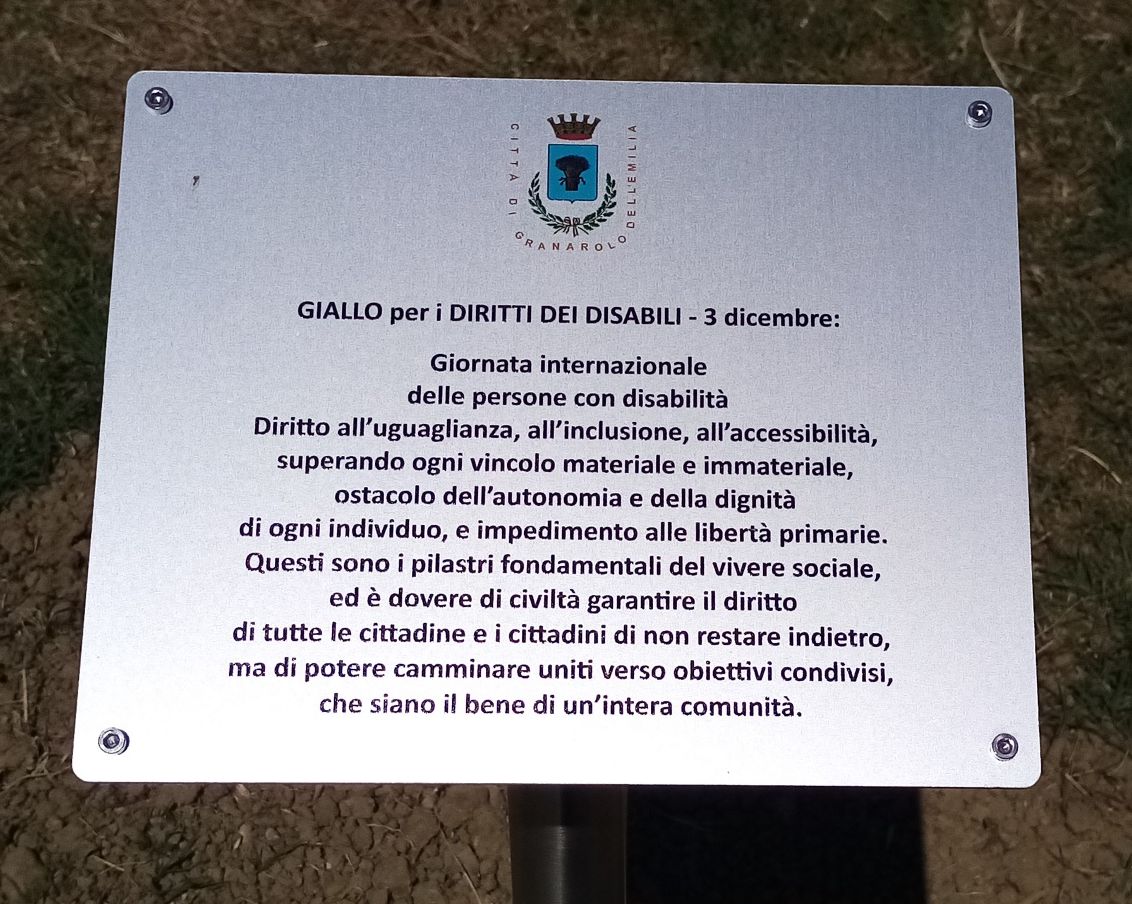 CITTÀ DI GRANAROLO DELL'EMILIA
GIALLO per i DIRITTI DEI DISABILI - 3 dicembre:
Giornata internazionale
delle persone con disabilità
Diritto all'uguaglianza, all'inclusione, all'accessibilità,
superando ogni vincolo materiale e immateriale,
ostacolo dell'autonomia e della dignità
di ogni individuo, e impedimento alle libertà primarie.
Questi sono i pilastri fondamentali del vivere sociale,
ed è dovere di civiltà garantire il diritto
di tutte le cittadine e i cittadini di non restare indietro,
ma di potere camminare uniti verso obiettivi condivisi,
che siano il bene di un'intera comunità.